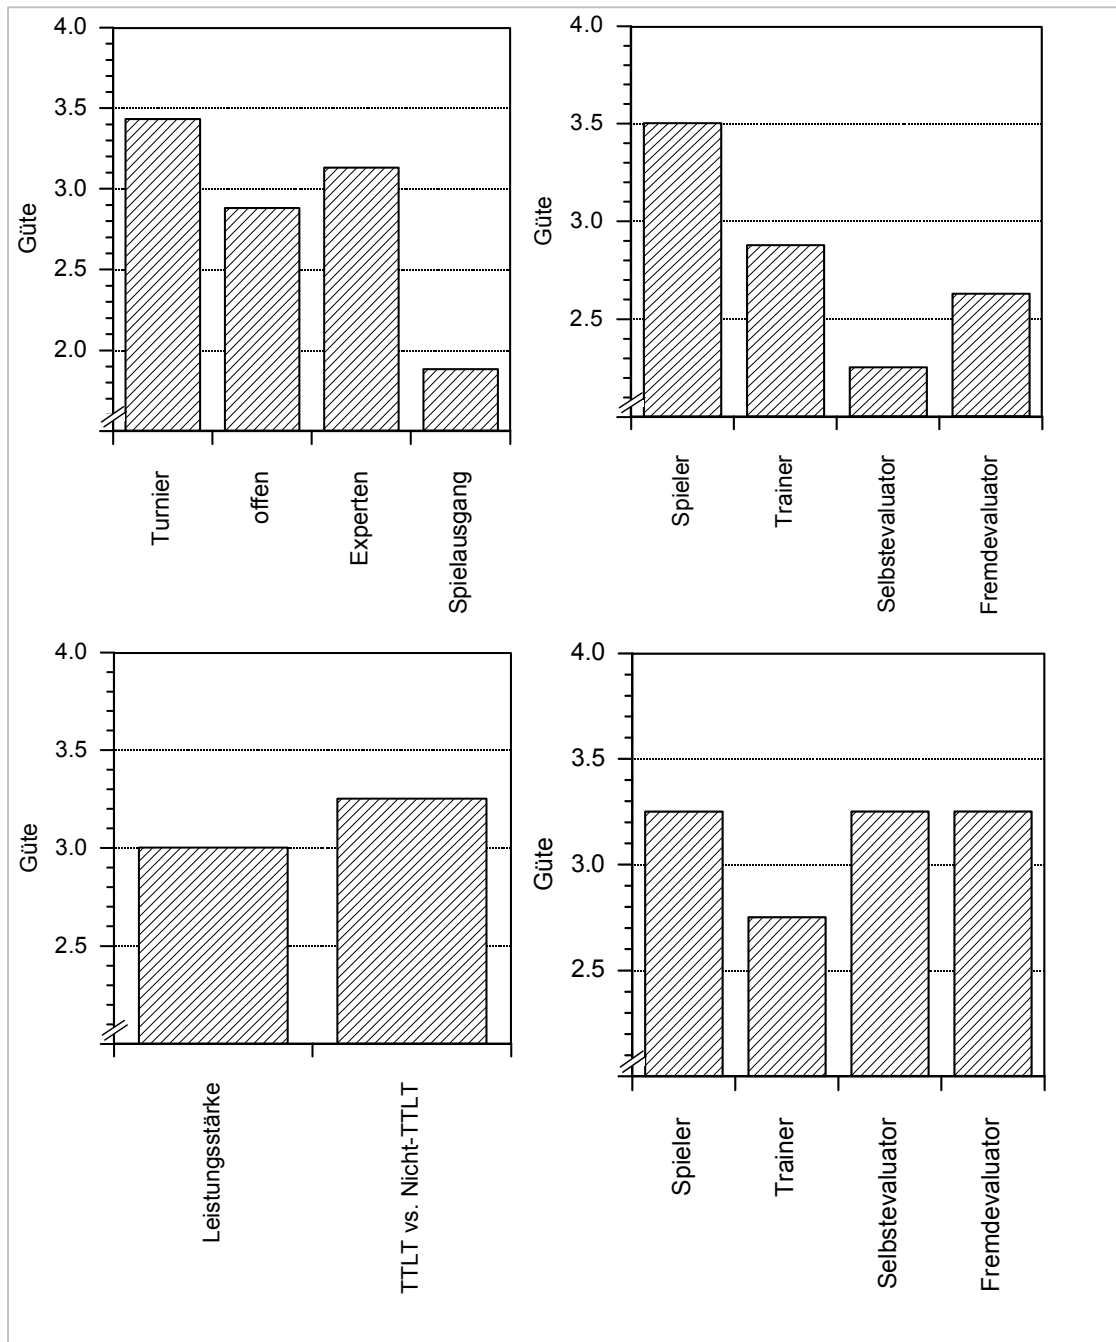 4.0
3.5
3.0
2.5
2.0
Güte
Turnier
offen
Experten
Spielausgang
4.0
3.5
3.0
2.5
Güte
Spieler
Trainer
Selbstevaluator
Fremdevaluator
4.0
3.5
3.0
2.5
Güte
Leistungsstärke
TTLT vs. Nicht-TTLT
4.0
3.5
3.0
2.5
Güte
Spieler
Trainer
Selbstevaluator
Fremdevaluator